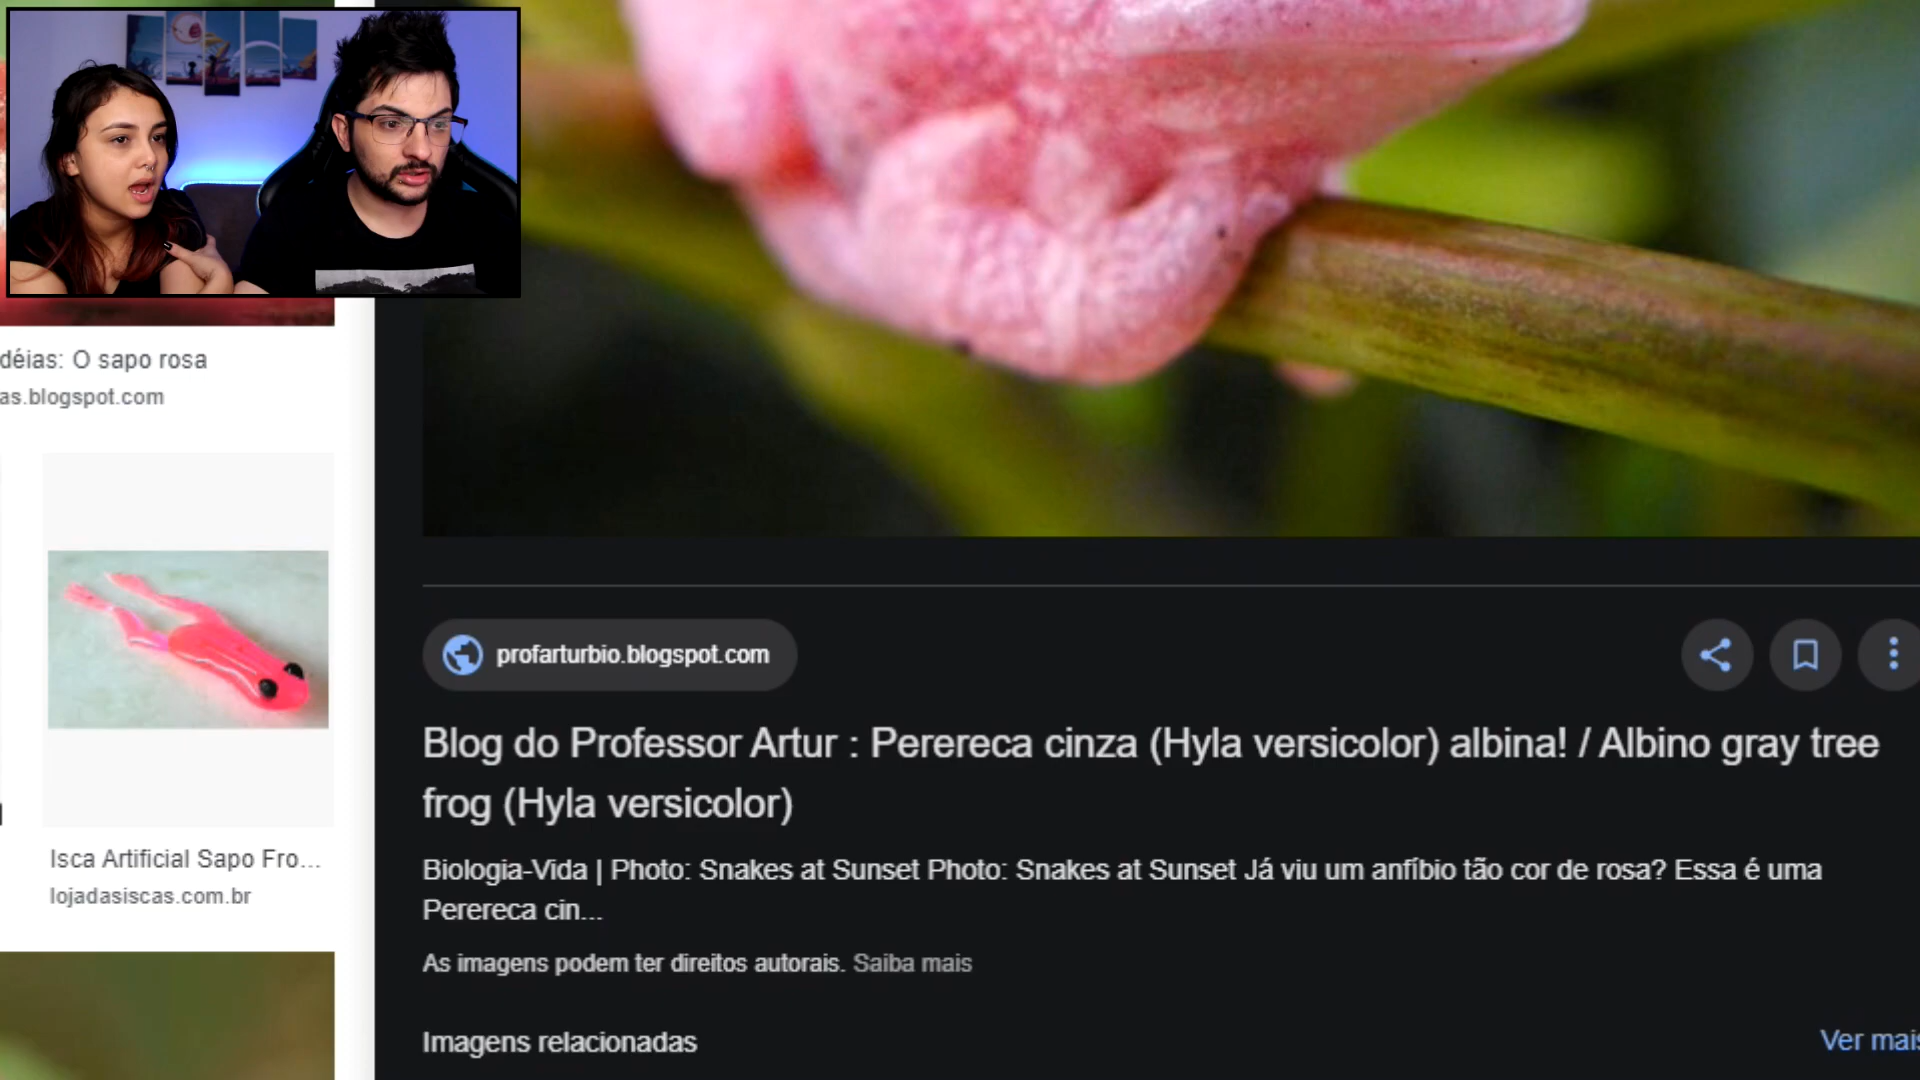 déias: O sapo rosa
as.blogspot.com
Isca Artificial Sapo Fro...
lojadasiscas.com.br
profarturbio.blogspot.com
Blog do Professor Artur : Perereca cinza (Hyla versicolor) albina! / Albino gray tree
frog (Hyla versicolor)
Biologia-Vida | Photo: Snakes at Sunset Photo: Snakes at Sunset Já viu um anfíbio tão cor de rosa? Essa é uma
Perereca cin...
As imagens podem ter direitos autorais. Saiba mais
Imagens relacionadas
Ver mais